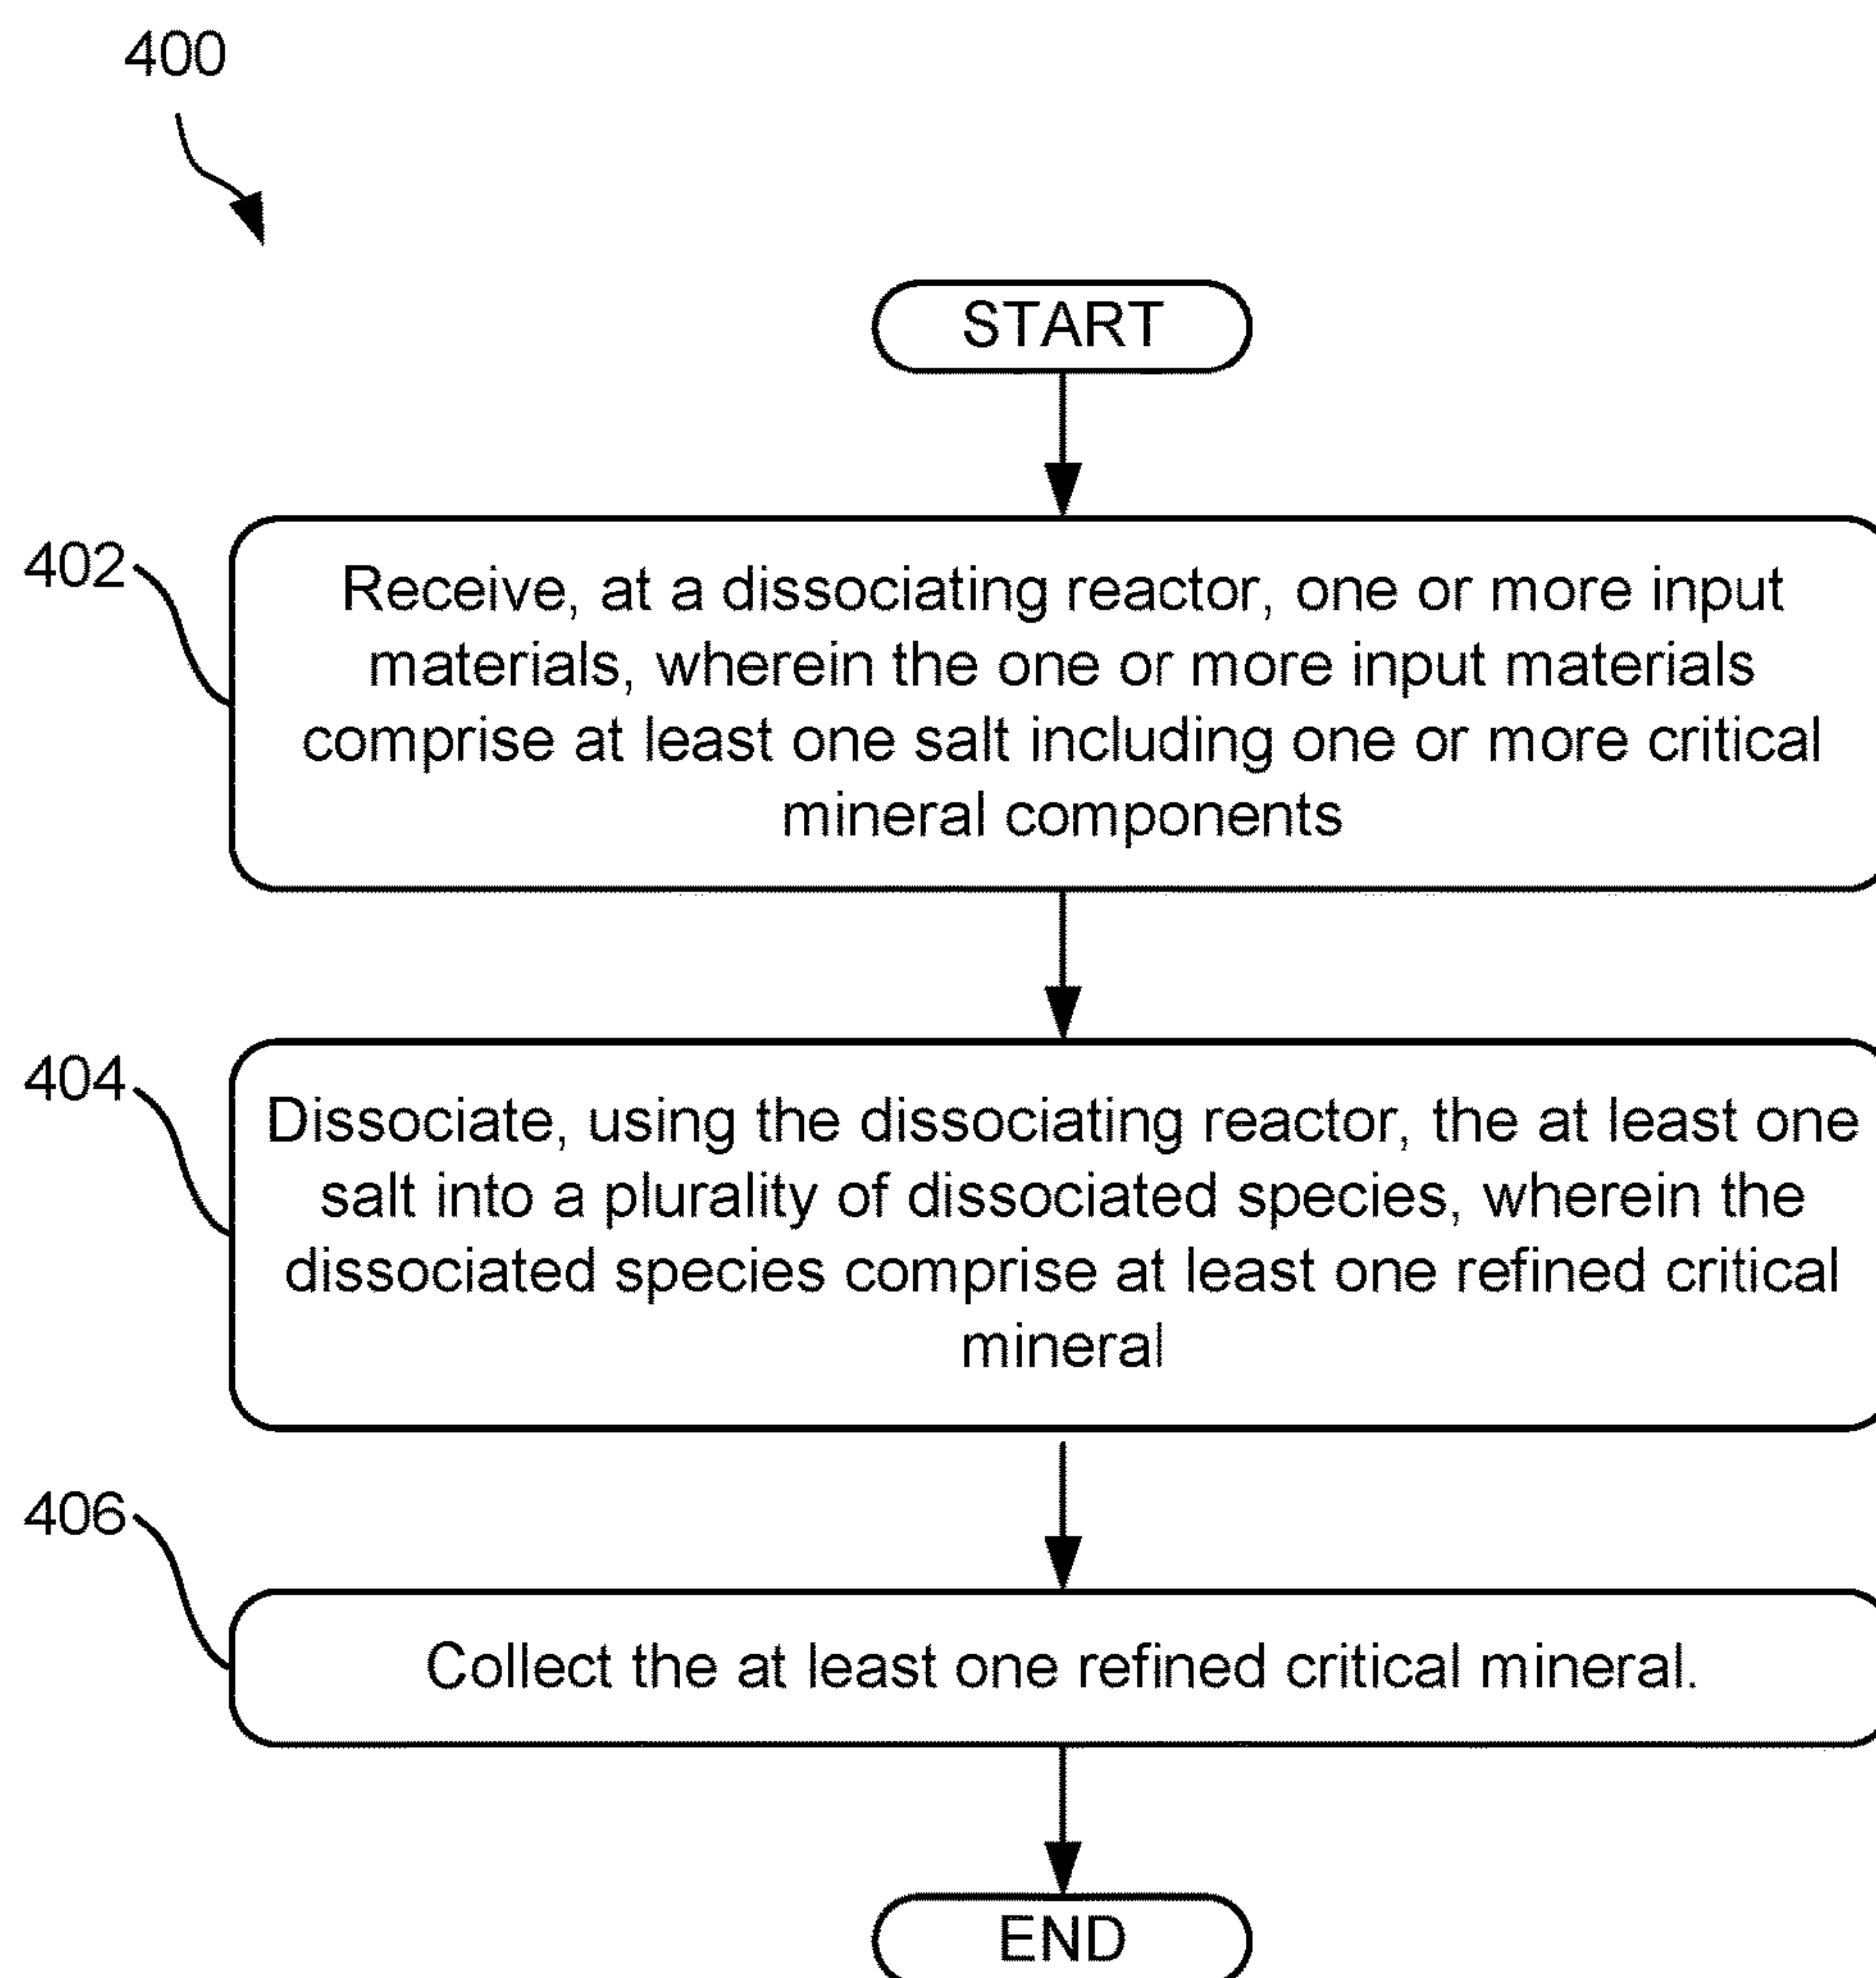 400
START
402
Receive, at a dissociating reactor, one or more input
materials, wherein the one or more input materials
comprise at least one salt including one or more critical
mineral components
404
Dissociate, using the dissociating reactor, the at least one
salt into a plurality of dissociated species, wherein the
dissociated species comprise at least one refined critical
mineral
406
Collect the at least one refined critical mineral.
END